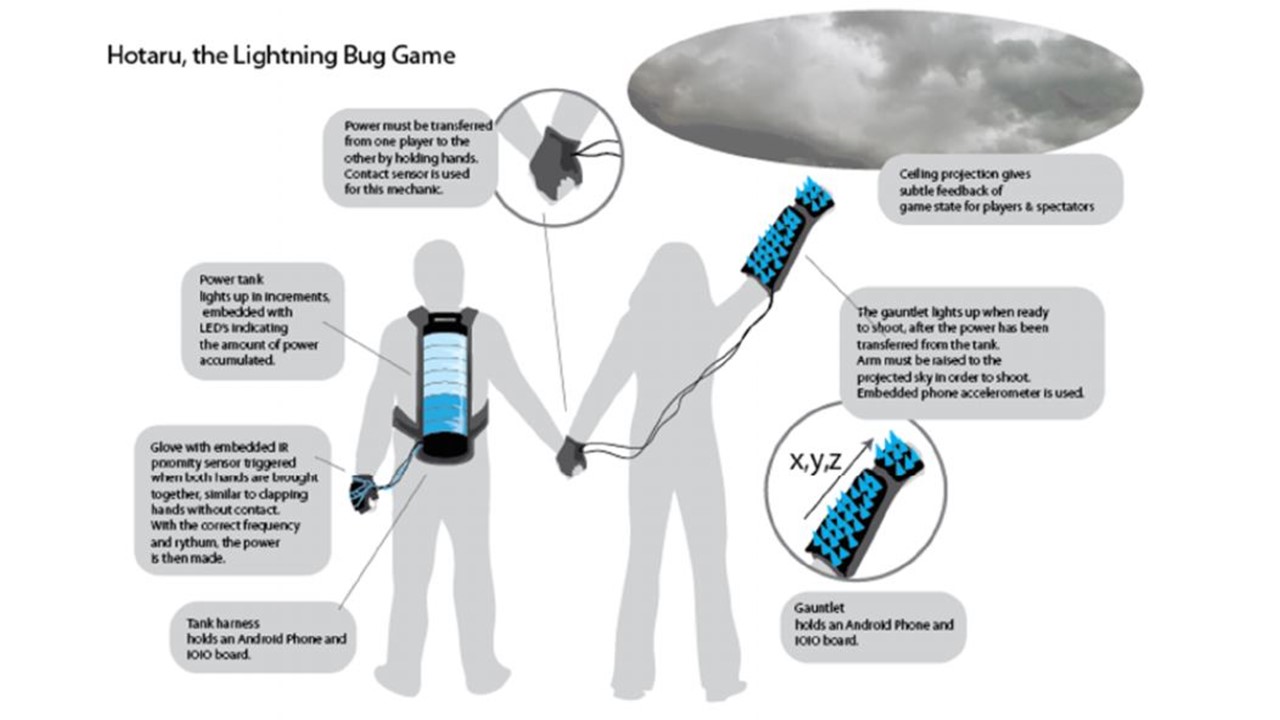 Hotaru, the Lightning Bug Game
Power must be transferred
from one player to the
other by holding hands.
Contact sensor is used
for this mechanic.
Ceiling projection gives
subtle feedback of
game state for players & spectators
Power tank
lights up in increments,
embedded with
LED's indicating
the amount of power
accumulated.
The gauntlet lights up when ready
to shoot, after the power has been
transferred from the tank.
Arm must be raised to the
projected sky in order to shoot.
Embedded phone accelerometer is used.
Glove with embedded IR
priromity sensor triggered
when both hands are brought
together, similar to clapping
hands without contact.
With the correct frequency
and rythum, the power
is then made.
x,y,z
Tank harness
holds an Android Phone and
IOIO board.
Gauntlet
holds an Android Phone and
IOIO board.